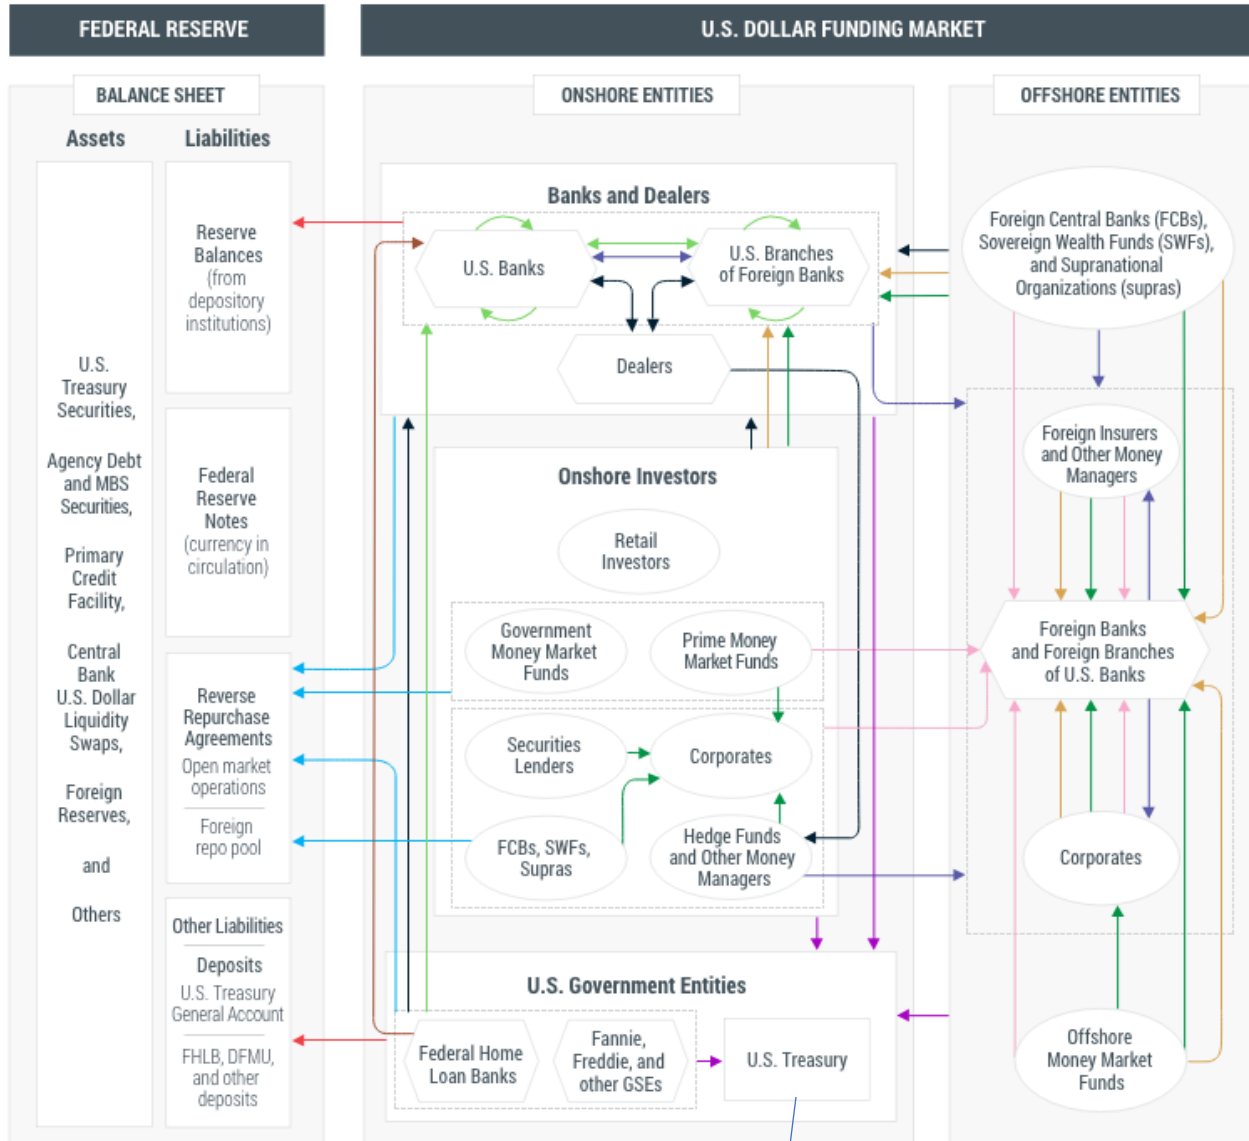 FEDERAL RESERVE
U.S. DOLLAR FUNDING MARKET
BALANCE SHEET
ONSHORE ENTITIES
OFFSHORE ENTITIES
Assets
Liabilities
U.S.
Treasury
Securities,
Agency Debt
and MBS
Securities,
Primary
Credit
Facility,
Central
Bank
U.S. Dollar
Liquidity
Swaps,
Foreign
Reserves,
and
Others
Reserve
Balances
(from
depository
institutions)
Federal
Reserve
Notes
(currency in
circulation)
Reverse
Repurchase
Agreements
Open market
operations
Foreign
repo pool
Other Liabilities
Deposits
U.S. Treasury
General Account
FHLB, DFMU,
and other
deposits
Banks and Dealers
U.S. Banks
U.S. Branches
of Foreign Banks
Dealers
Onshore Investors
Retail
Investors
Government
Money Market
Funds
Prime Money
Market Funds
Securities
Lenders
Corporates
FCBs, SWFs,
Supras
Hedge Funds
and Other Money
Managers
U.S. Government Entities
Federal Home
Loan Banks
Fannie,
Freddie, and
other GSEs
U.S. Treasury
Foreign Central Banks (FCBs),
Sovereign Wealth Funds (SWFs),
and Supranational
Organizations (supras)
Foreign Insurers
and Other Money
Managers
Foreign Banks
and Foreign Branches
of U.S. Banks
Corporates
Offshore
Money Market
Funds